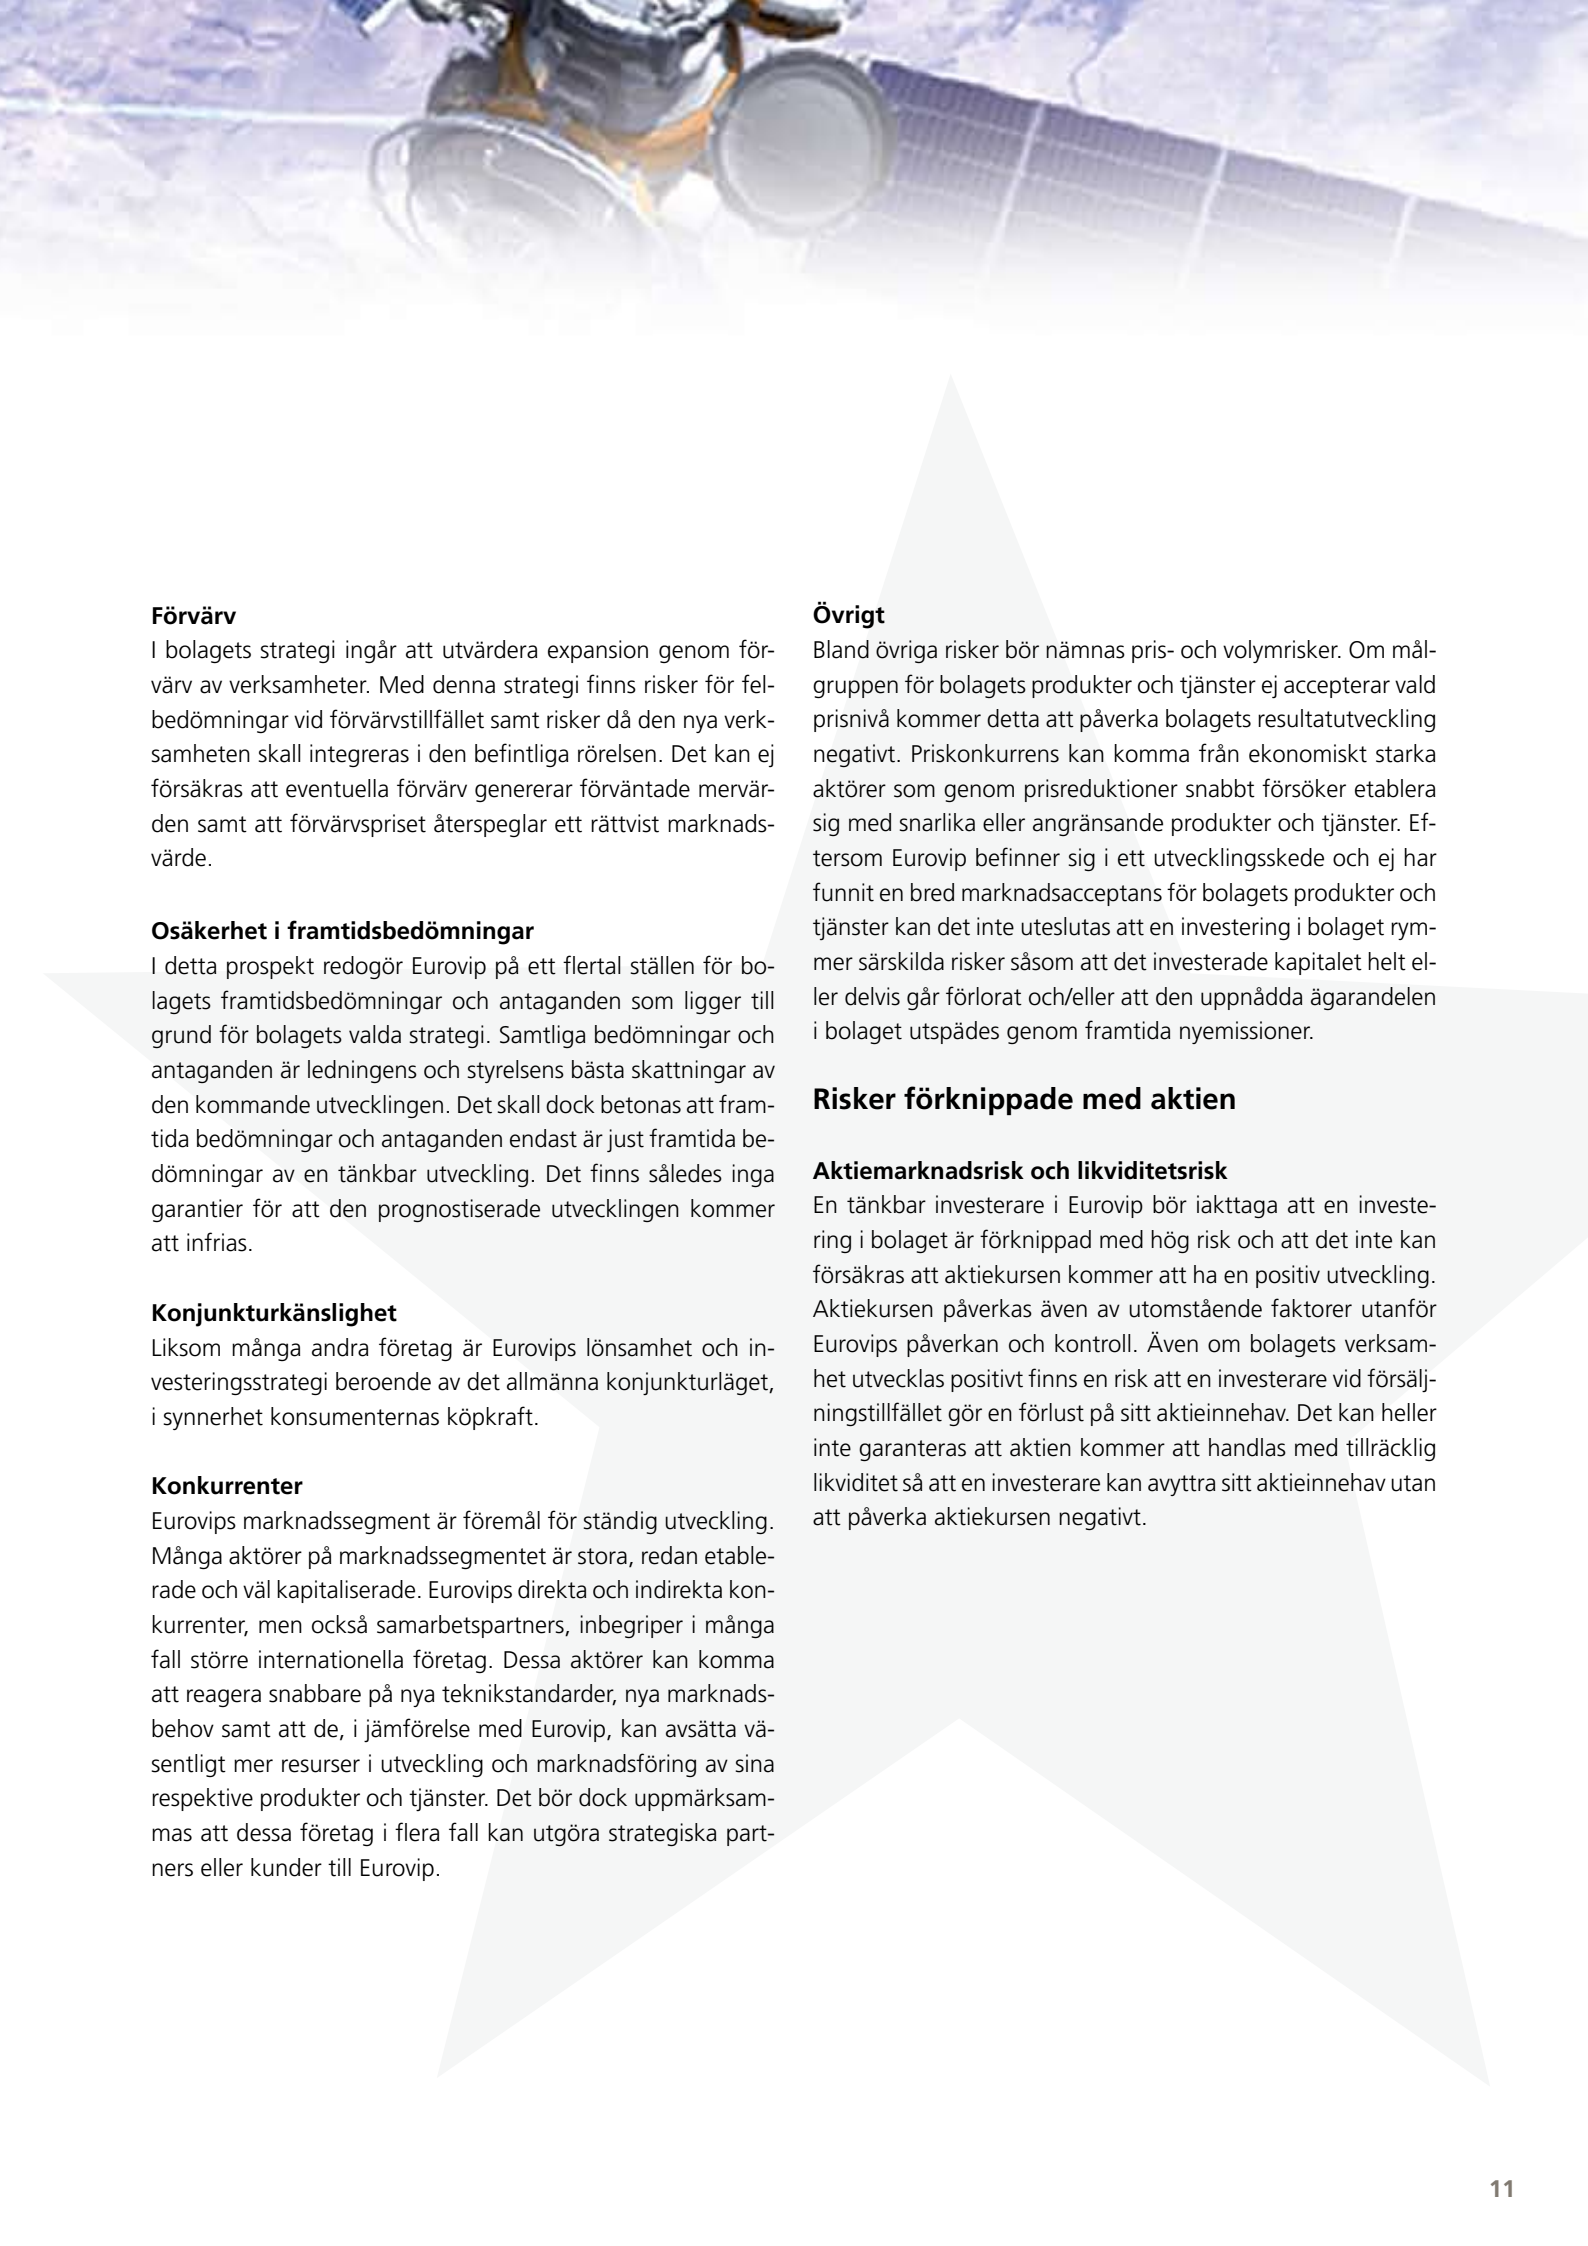 Förvärv
I bolagets strategi ingår att utvärdera expansion genom för-
värv av verksamheter. Med denna strategi finns risker för fel-
bedömningar vid förvärvstillfället samt risker då den nya verk-
samheten skall integreras i den befintliga rörelsen. Det kan ej
försäkras att eventuella förvärv genererar förväntade mervär-
den samt att förvärvspriset återspeglar ett rättvist marknads-
värde.
Osäkerhet i framtidsbedömningar
I detta prospekt redogör Eurovip på ett flertal ställen för bo-
lagets framtidsbedömningar och antaganden som ligger till
grund för bolagets valda strategi. Samtliga bedömningar och
antaganden är ledningens och styrelsens bästa skattningar av
den kommande utvecklingen. Det skall dock betonas att fram-
tida bedömningar och antaganden endast är just framtida be-
dömningar av en tänkbar utveckling. Det finns således inga
garantier för att den prognostiserade utvecklingen kommer
att infrias.
Konjunkturkänslighet
Liksom många andra företag är Eurovips lönsamhet och in-
vesteringsstrategi beroende av det allmänna konjunkturläget,
i synnerhet konsumenternas köpkraft.
Konkurrenter
Eurovips marknadssegment är föremål för ständig utveckling.
Många aktörer på marknadssegmentet är stora, redan etable-
rade och väl kapitaliserade. Eurovips direkta och indirekta kon-
kurrenter, men också samarbetspartners, inbegriper i många
fall större internationella företag. Dessa aktörer kan komma
att reagera snabbare på nya teknikstandarder, nya marknads-
behov samt att de, i jämförelse med Eurovip, kan avsätta vä-
sentligt mer resurser i utveckling och marknadsföring av sina
respektive produkter och tjänster. Det bör dock uppmärksam-
mas att dessa företag i flera fall kan utgöra strategiska part-
ners eller kunder till Eurovip.
Övrigt
Bland övriga risker bör nämnas pris- och volymrisker. Om mål-
gruppen för bolagets produkter och tjänster ej accepterar vald
prisnivå kommer detta att påverka bolagets resultatutveckling
negativt. Priskonkurrens kan komma från ekonomiskt starka
aktörer som genom prisreduktioner snabbt försöker etablera
sig med snarlika eller angränsande produkter och tjänster. Ef-
tersom Eurovip befinner sig i ett utvecklingsskede och ej har
funnit en bred marknadsacceptans för bolagets produkter och
tjänster kan det inte uteslutas att en investering i bolaget rym-
mer särskilda risker såsom att det investerade kapitalet helt el-
ler delvis går förlorat och/eller att den uppnådda ägarandelen
i bolaget utspädes genom framtida nyemissioner.
Risker förknippade med aktien
Aktiemarknadsrisk och likviditetsrisk
En tänkbar investerare i Eurovip bör iakttaga att en investe-
ring i bolaget är förknippad med hög risk och att det inte kan
försäkras att aktiekursen kommer att ha en positiv utveckling.
Aktiekursen påverkas även av utomstående faktorer utanför
Eurovips påverkan och kontroll. Även om bolagets verksam-
het utvecklas positivt finns en risk att en investerare vid försälj-
ningstillfället gör en förlust på sitt aktieinnehav. Det kan heller
inte garanteras att aktien kommer att handlas med tillräcklig
likviditet så att en investerare kan avyttra sitt aktieinnehav utan
att påverka aktiekursen negativt.
11